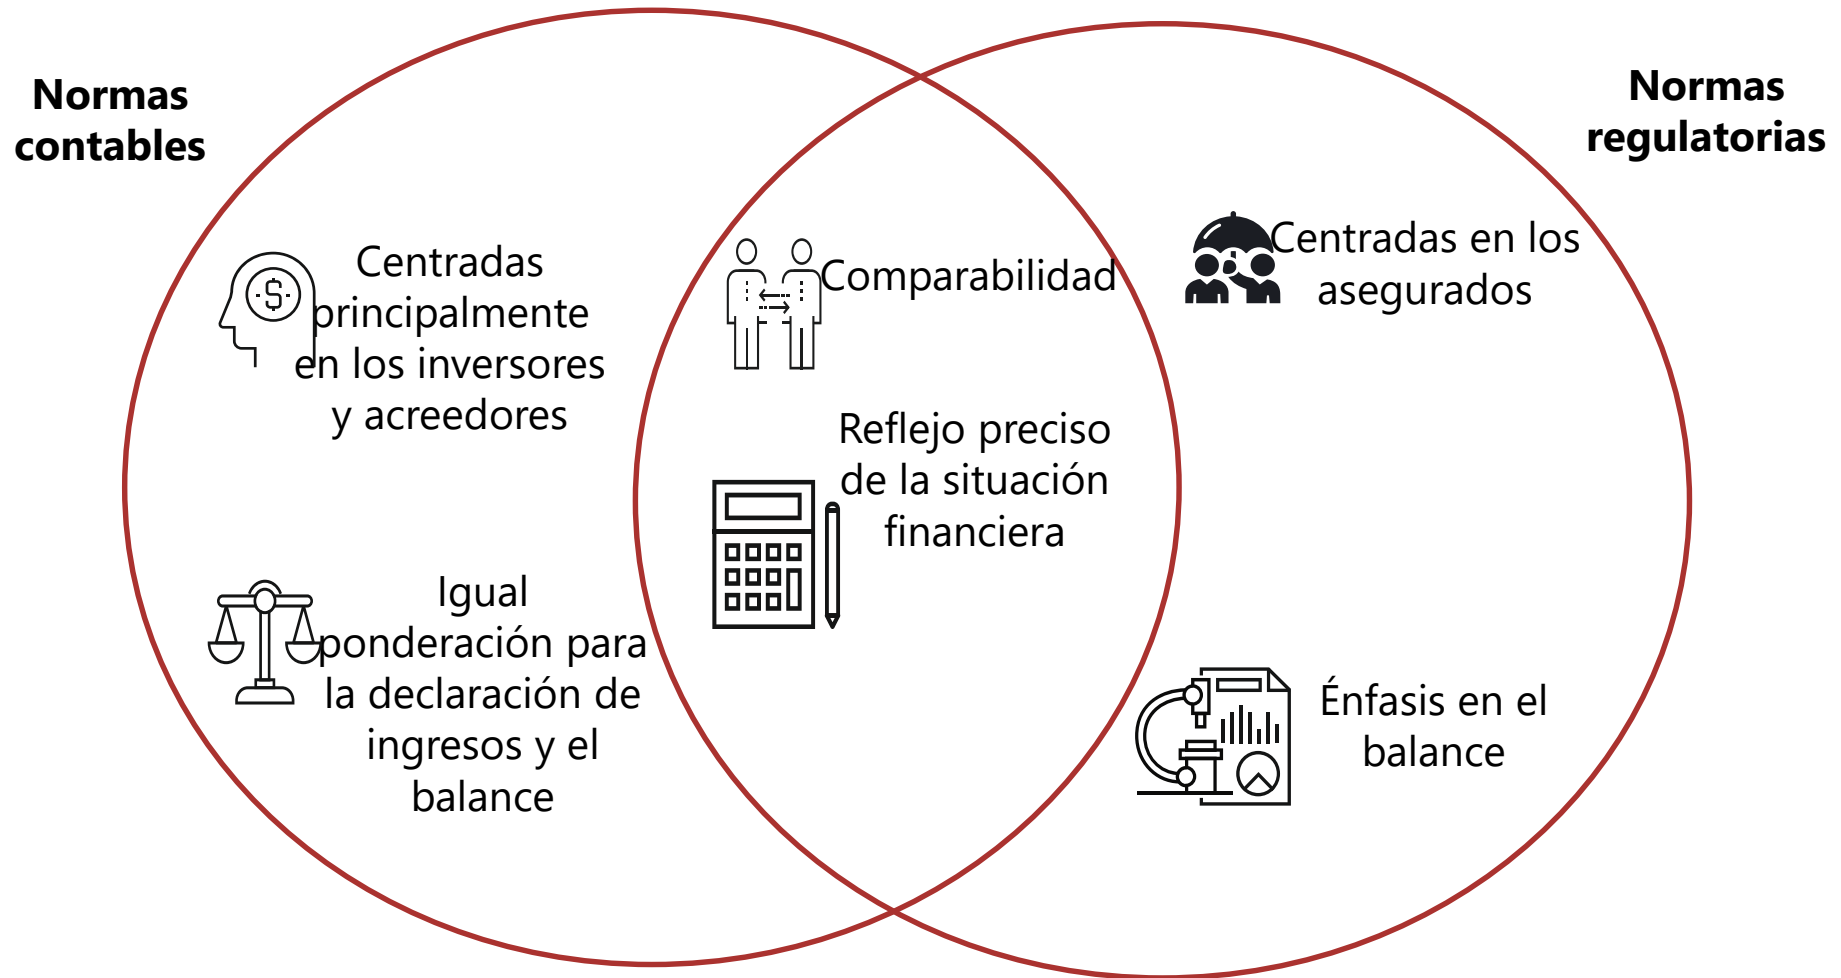 Normas
contables
Normas
regulatorias
Centradas
principalmente
en los inversores
y acreedores
$
Igual
ponderación para
la declaración de
ingresos y el
balance
Comparabilidad
Reflejo preciso
de la situación
financiera
Centradas en los
asegurados
Énfasis en el
balance